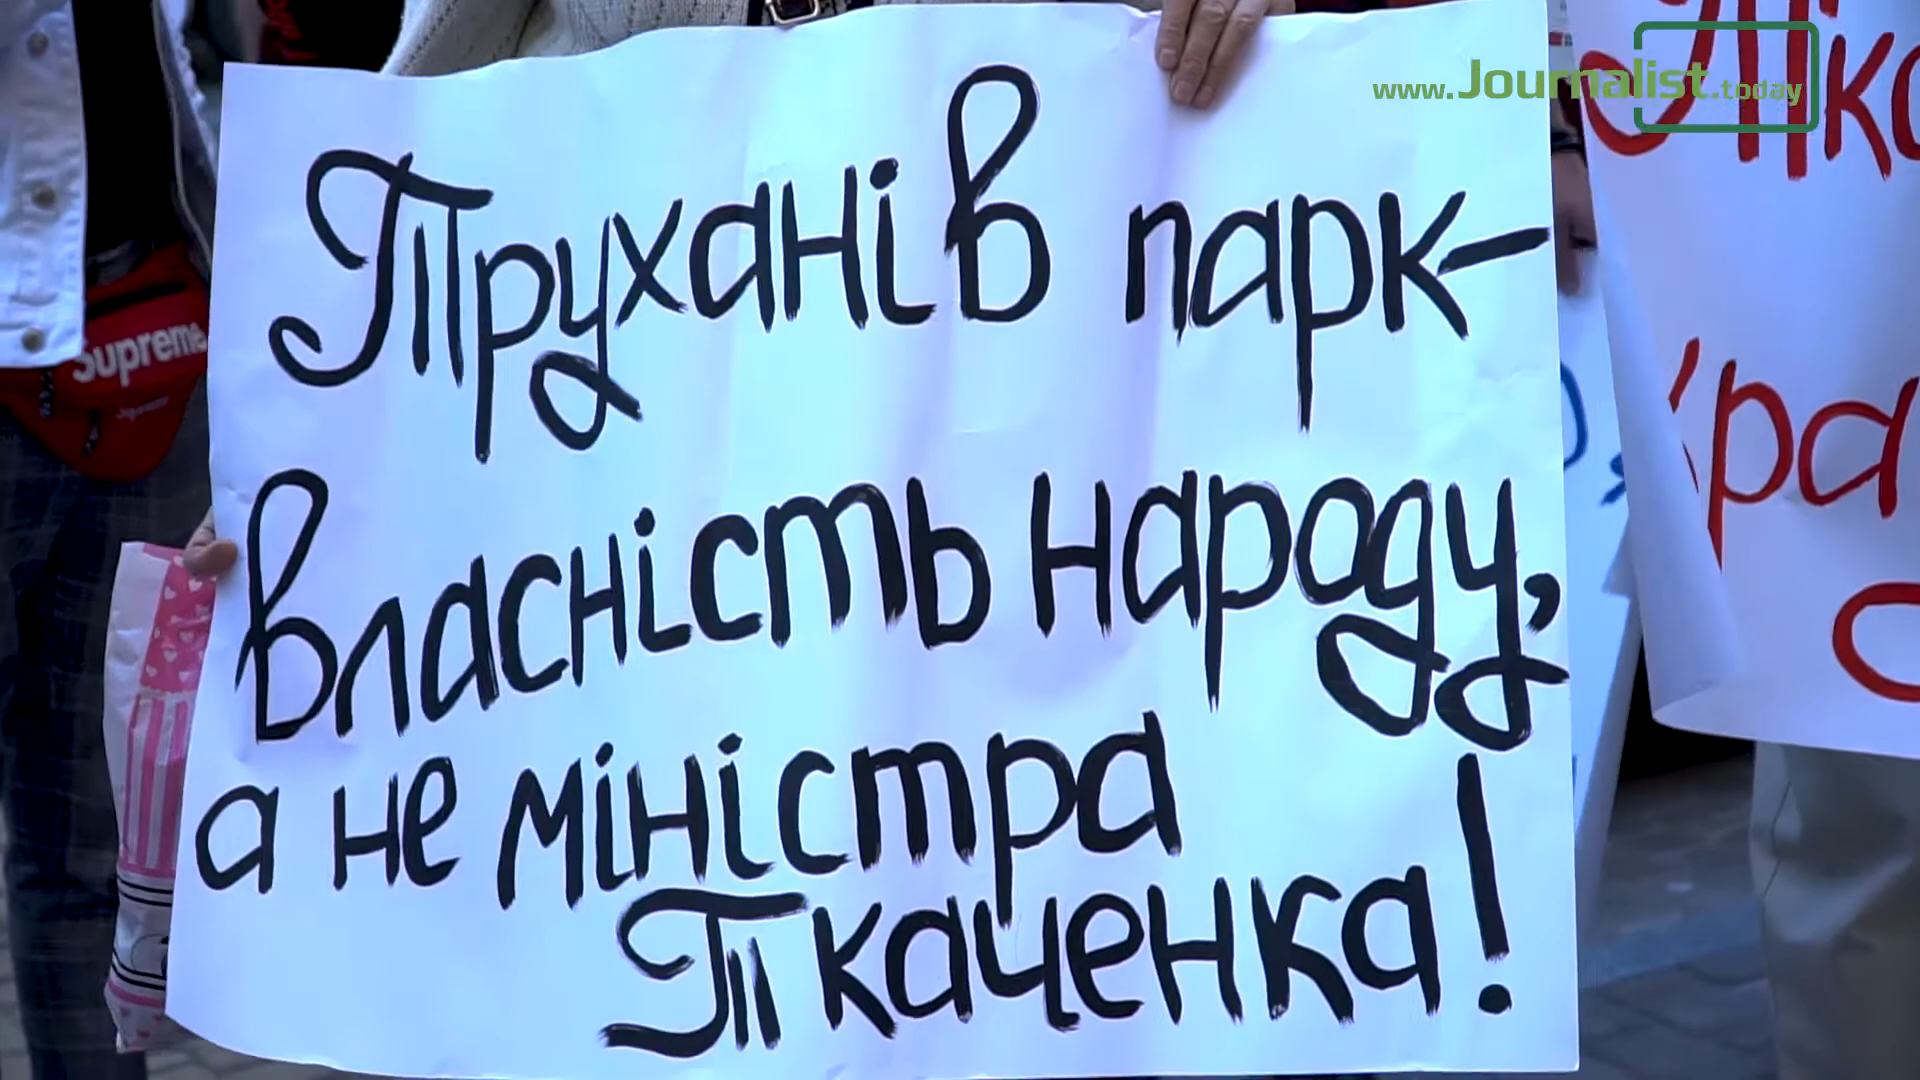 www.Journalist.today
Труханів парк-
власність народу,
а не міністра
Ткаченка!
Supreme